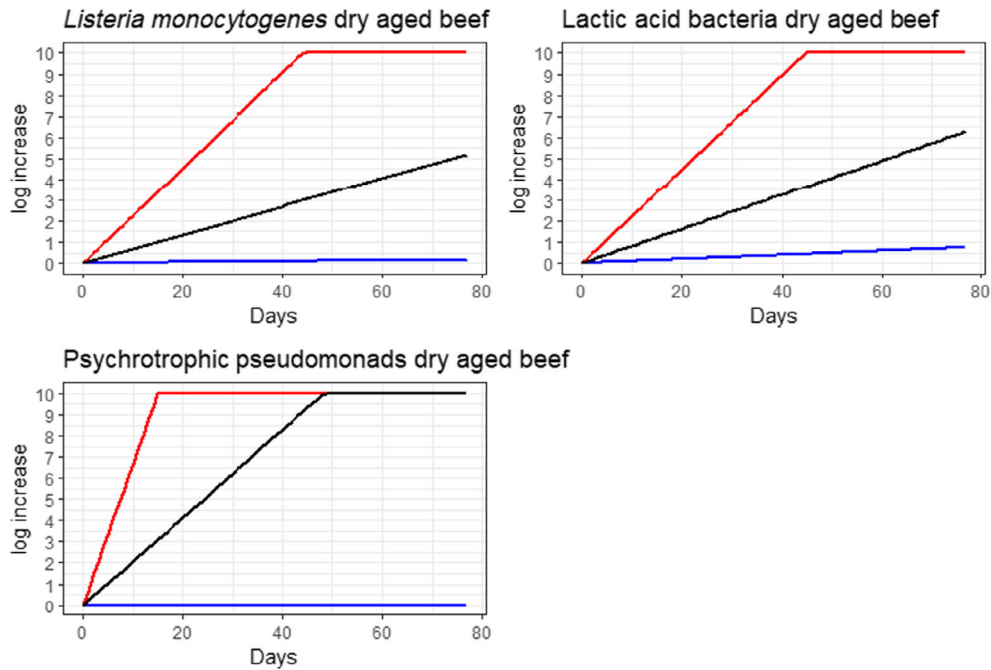 Listeria monocytogenes dry aged beef
log increase
10
9
8
7
6
5
4
3
2
1
0
0 20 40 60 80
Days
Lactic acid bacteria dry aged beef
log increase
10
9
8
7
6
5
4
3
2
1
0
0 20 40 60 80
Days
Psychrotrophic pseudomonads dry aged beef
log increase
10
9
8
7
6
5
4
3
2
1
0
0 20 40 60 80
Days